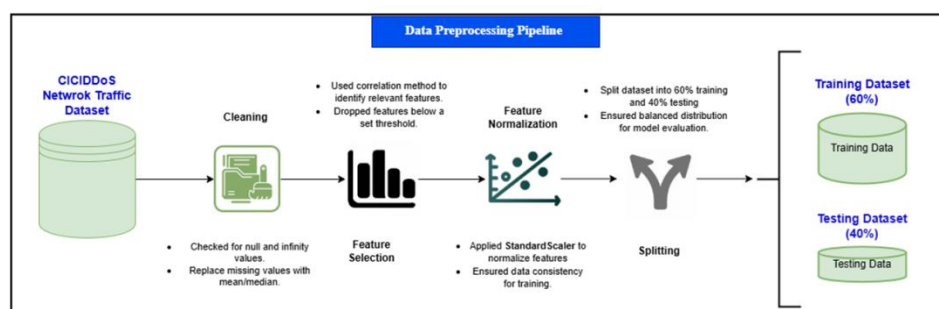 Data Preprocessing Pipeline
CICIDDoS
Netwrok Traffic
Dataset
Cleaning
• Checked for null and infinity
values.
• Replace missing values with
mean/median.
• Used correlation method to
identify relevant features.
• Dropped features below a
set threshold.
Feature
Selection
Feature
Normalization
• Applied StandardScaler to
normalize features
• Ensured data consistency
for training.
• Split dataset into 60% training
and 40% testing
• Ensured balanced distribution
for model evaluation.
Splitting
Training Dataset
(60%)
Training Data
Testing Dataset
(40%)
Testing Data